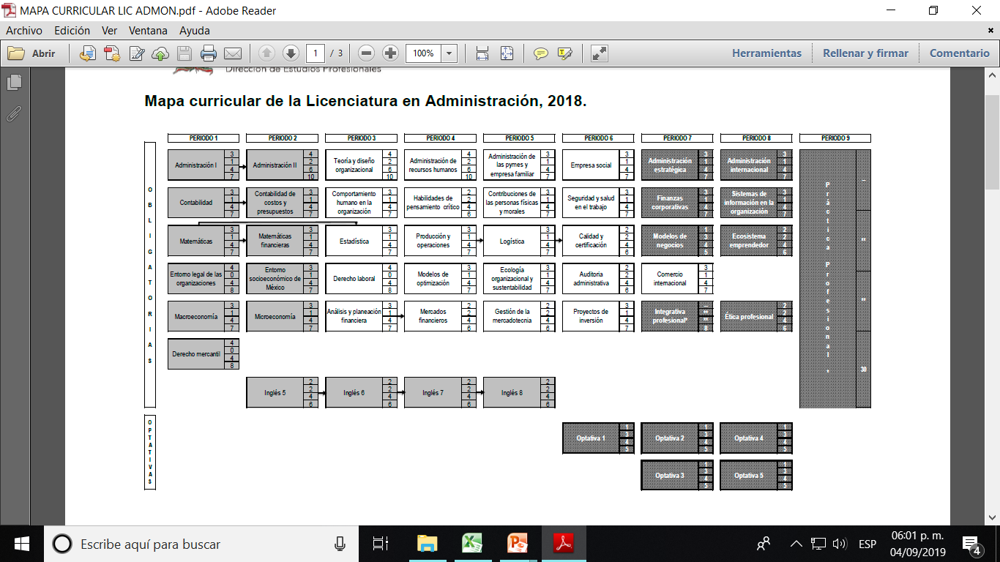 MAPA CURRICULAR LIC ADMON.pdf - Adobe Reader
Archivo Edición Ver Ventana Ayuda
Abrir 1 / 3 100% Herramientas Rellenar y firmar Comentario
Dirección de Estudios Profesionales
Mapa curricular de la Licenciatura en Administración, 2018.
PERIODO 1 PERIODO 2 PERIODO 3 PERIODO 4 PERIODO 5 PERIODO 6 PERIODO 7 PERIODO 8 PERIODO 9
OBLIGATORIAS
Administración I 3 1 4 7
Administración II 4 2 6 10
Teoría y diseño organizacional 4 2 6 10
Administración de recursos humanos 4 2 6 10
Administración de las pymes y empresa familiar 3 1 4 7
Empresa social 3 1 4 7
Administración estratégica 3 1 4 7
Administración internacional 3 1 4 7
Contabilidad 3 1 4 7
Contabilidad de costos y presupuestos 3 1 4 7
Comportamiento humano en la organización 3 1 4 7
Habilidades de pensamiento crítico 2 2 4 6
Contribuciones de las personas físicas y morales 3 1 4 7
Seguridad y salud en el trabajo 3 1 4 7
Finanzas corporativas 3 1 4 7
Sistemas de información en la organización 3 1 4 7
Matemáticas 3 1 4 7
Matemáticas financieras 3 1 4 7
Estadística 3 1 4 7
Producción y operaciones 3 1 4 7
Logística 3 1 4 7
Calidad y certificación 2 2 4 6
Modelos de negocios 1 3 4 5
Ecosistema emprendedor 2 2 4 6
Entorno legal de las organizaciones 4 0 4 8
Entorno socioeconómico de México 3 1 4 7
Derecho laboral 4 0 4 8
Modelos de optimización 3 1 4 7
Ecología organizacional y sustentabilidad 3 1 4 7
Auditoria administrativa 2 2 4 6
Comercio internacional 3 1 4 7
Macroeconomía 3 1 4 7
Microeconomía 3 1 4 7
Análisis y planeación financiera 3 1 4 7
Mercados financieros 2 2 4 6
Gestión de la mercadotecnia 2 2 4 6
Proyectos de inversión 3 1 4 7
Integrativa profesional* -- ** ** 8
Ética profesional 2 2 4 6
Derecho mercantil 4 0 4 8
Inglés 5 2 2 4 6
Inglés 6 2 2 4 6
Inglés 7 2 2 4 6
Inglés 8 2 2 4 6
Práctica Profesional * -- ** ** 30
OPTATIVAS
Optativa 1 1 3 4 5
Optativa 2 1 3 4 5
Optativa 4 1 3 4 5
Optativa 3 1 3 4 5
Optativa 5 1 3 4 5
Escribe aquí para buscar
ESP 06:01 p. m.
04/09/2019
4